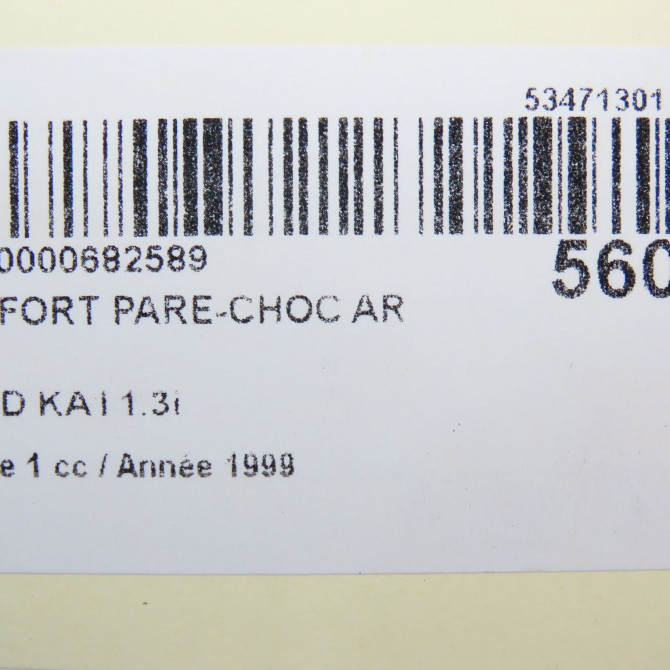 53471301
0000682589
560
FORT PARE-CHOC AR
D KA I 1.3i
e 1 cc / Année 1999